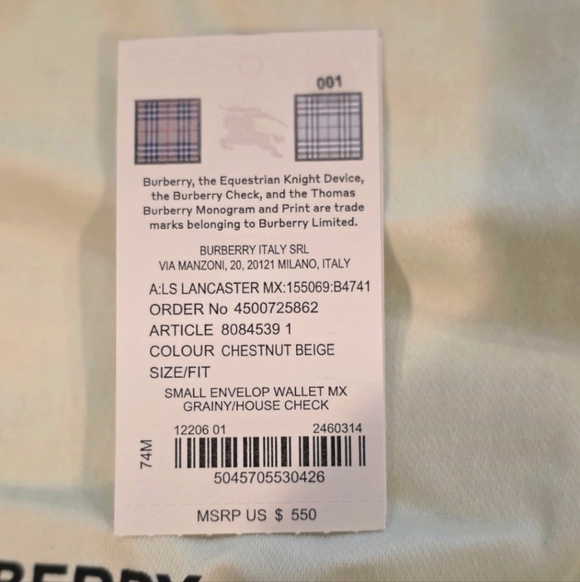 001
Burberry, the Equestrian Knight Device,
the Burberry Check, and the Thomas
Burberry Monogram and Print are trade
marks belonging to Burberry Limited.
BURBERRY ITALY SRL
VIA MANZONI, 20, 20121 MILANO, ITALY
A:LS LANCASTER MX:155069:B4741
ORDER No 4500725862
ARTICLE 8084539 1
COLOUR CHESTNUT BEIGE
SIZE/FIT
SMALL ENVELOP WALLET MX
GRAINY/HOUSE CHECK
12206 01 2460314
74M
5045705530426
MSRP US $ 550
BERRY